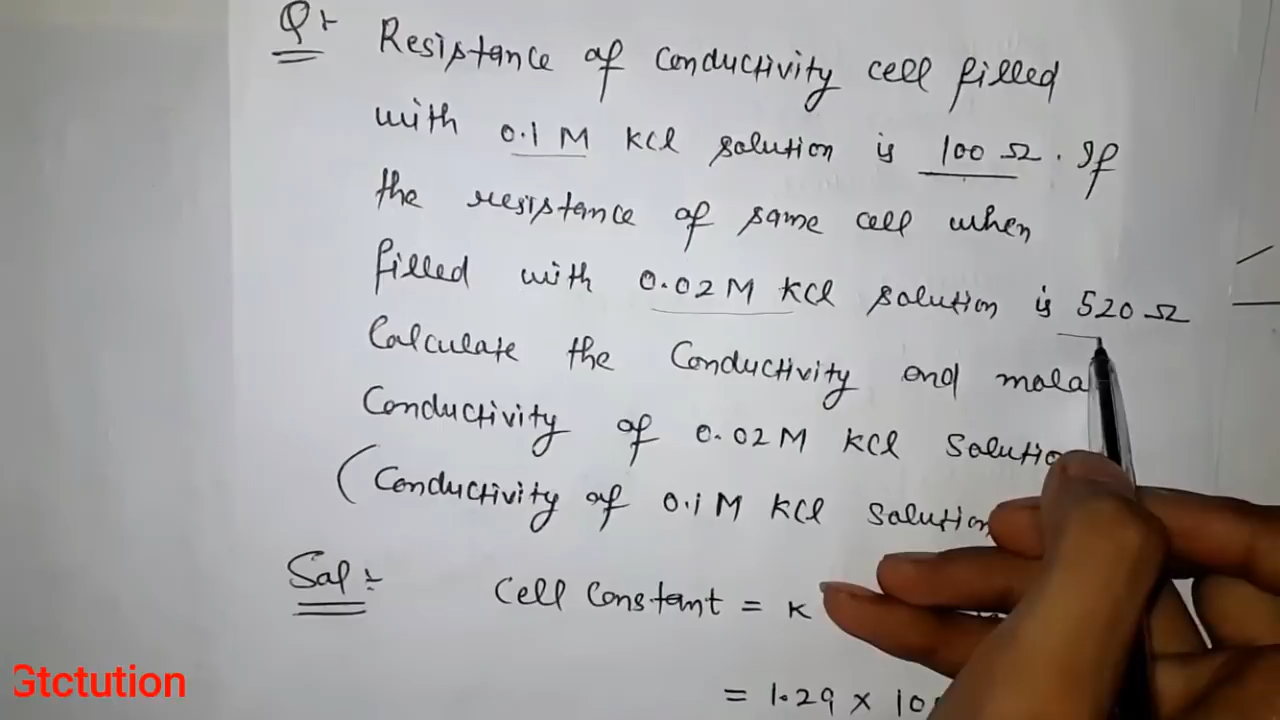 Q:- Resistance of Conductivity cell filled
with 0.1 M KCl solution is 100 Ω. If
the resistance of same cell when
filled with 0.02 M KCl solution is 520 Ω
Calculate the Conductivity and mola
Conductivity of 0.02 M KCl Solutio
(Conductivity of 0.1 M KCl solution
Sol:- Cell Constant = K
= 1.29 × 10
Gtctution